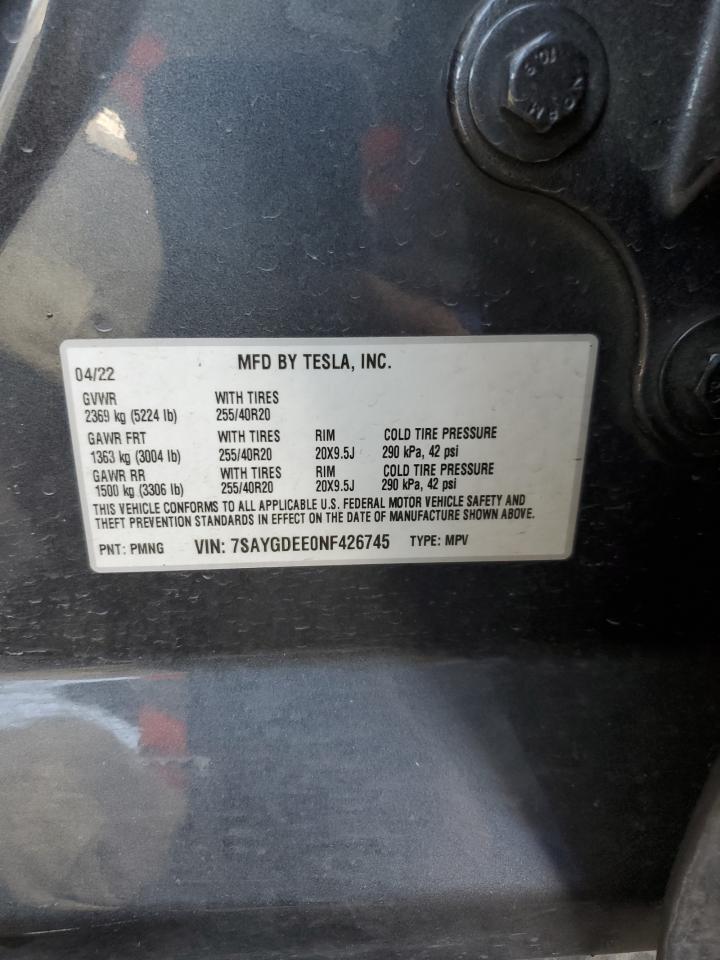 04/22 MFD BY TESLA, INC.
GVWR WITH TIRES
2369 kg (5224 lb) 255/40R20
GAWR FRT WITH TIRES RIM COLD TIRE PRESSURE
1363 kg (3004 lb) 255/40R20 20X9.5J 290 kPa, 42 psi
GAWR RR WITH TIRES RIM COLD TIRE PRESSURE
1500 kg (3306 lb) 255/40R20 20X9.5J 290 kPa, 42 psi
THIS VEHICLE CONFORMS TO ALL APPLICABLE U.S. FEDERAL MOTOR VEHICLE SAFETY AND
THEFT PREVENTION STANDARDS IN EFFECT ON THE DATE OF MANUFACTURE SHOWN ABOVE.
PNT: PMNG VIN: 7SAYGDEE0NF426745 TYPE: MPV